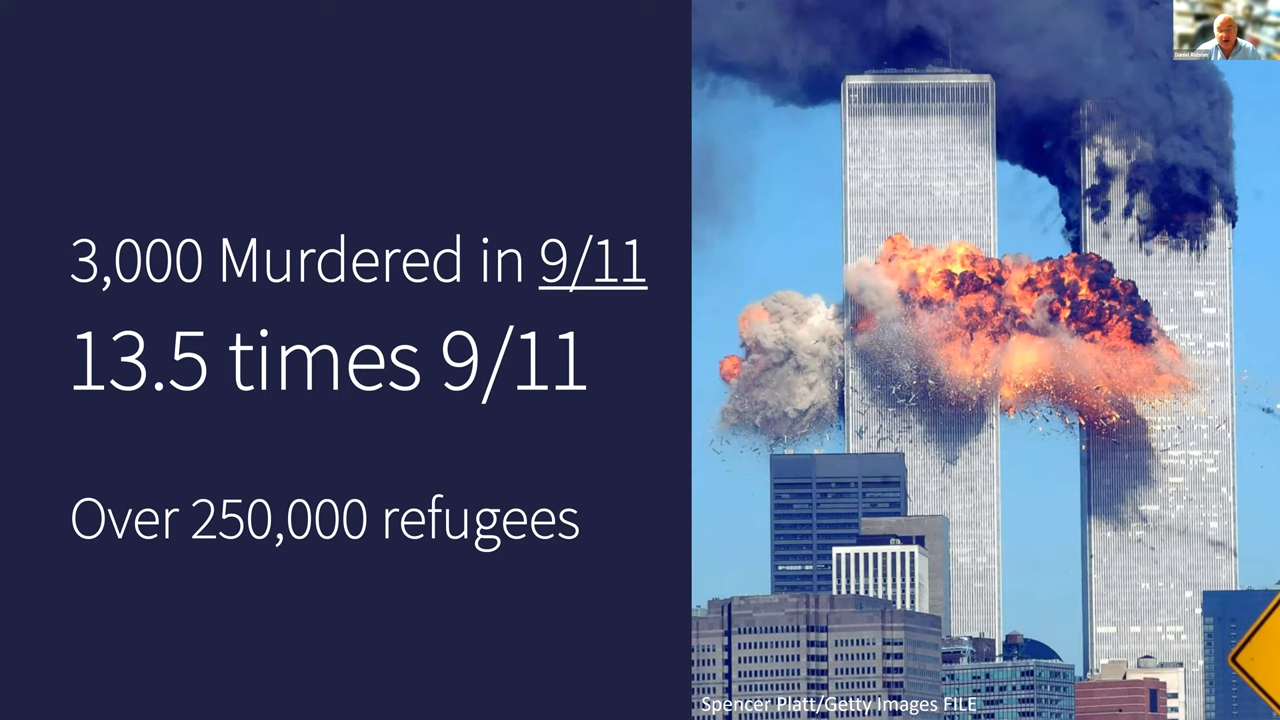 3,000 Murdered in 9/11
13.5 times 9/11
Over 250,000 refugees
Spencer Platt/Getty Images FILE
Daniel